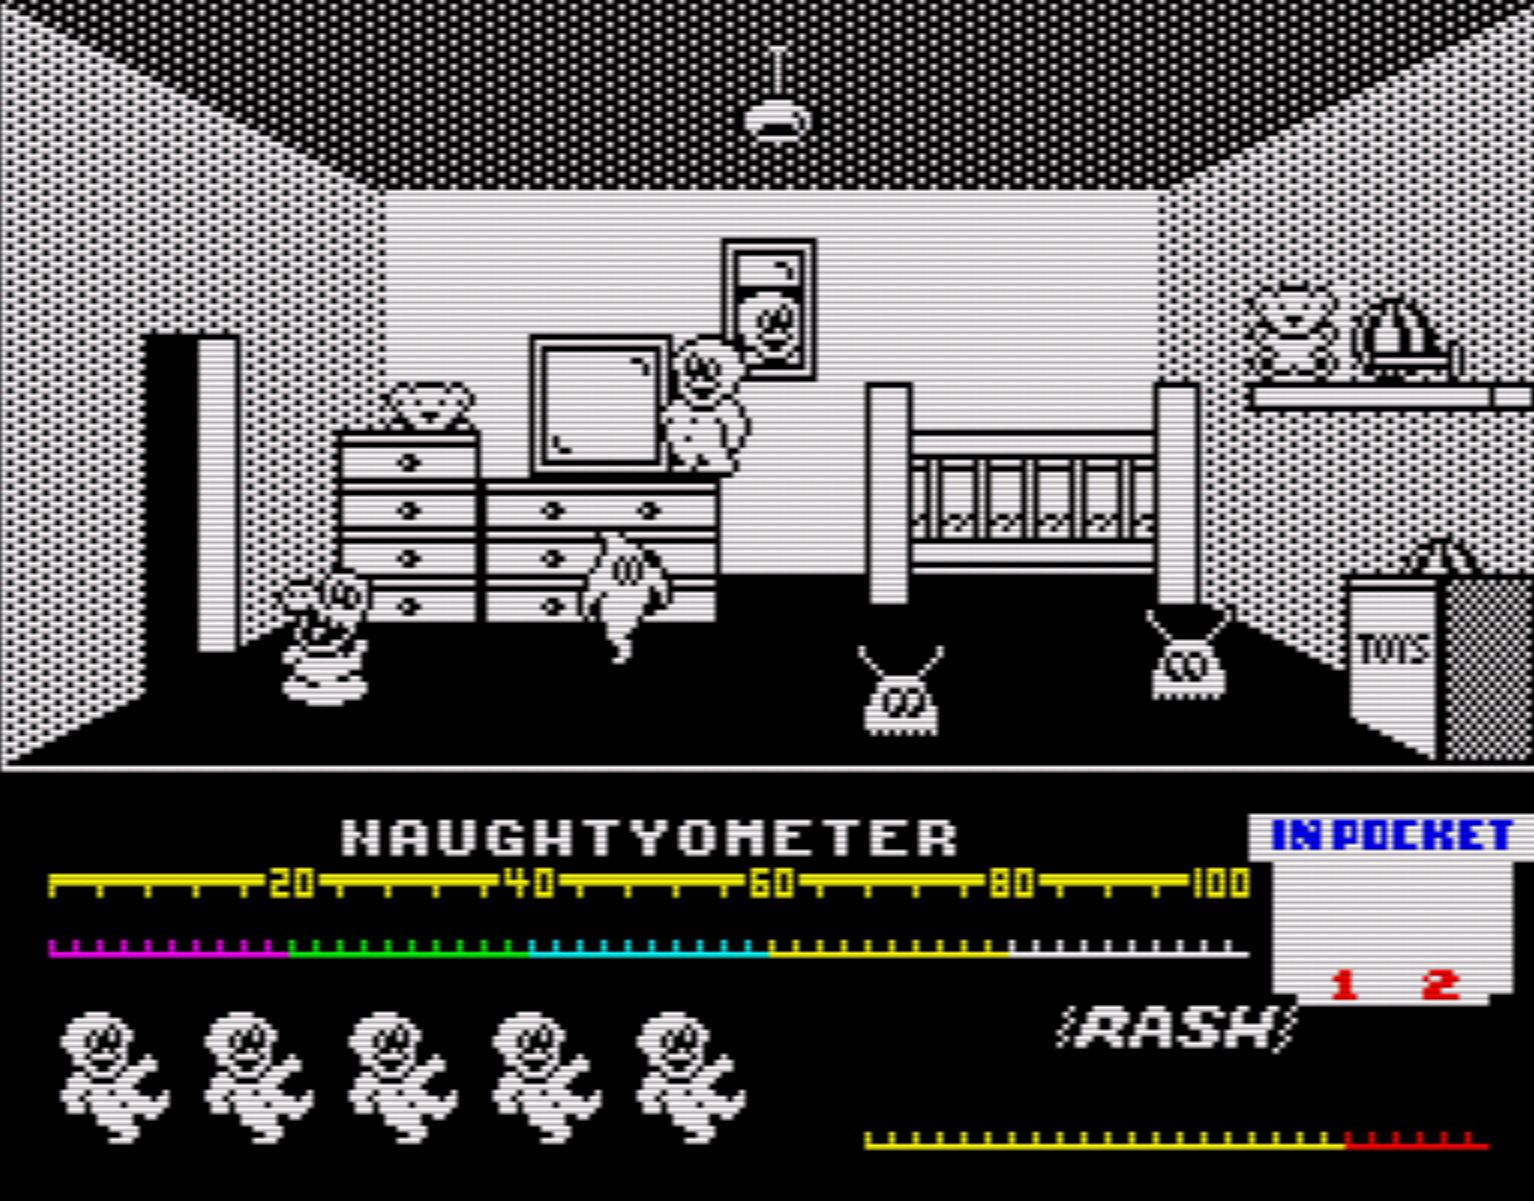 TOYS
NAUGHTYOMETER
IN POCKET
20 40 60 80 100
1 2
RASH